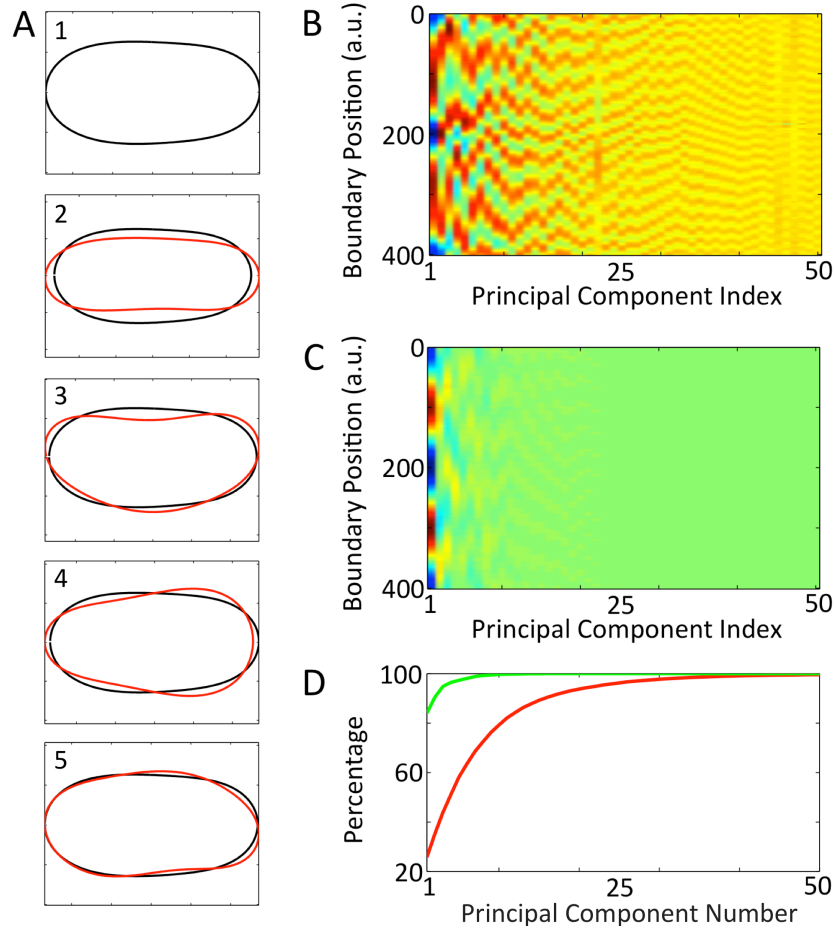 A
1
2
3
4
5
B
Boundary Position (a.u.)
0
200
400
1
25
50
Principal Component Index
C
Boundary Position (a.u.)
0
200
400
1
25
50
Principal Component Index
D
Percentage
100
60
20
1
25
50
Principal Component Number